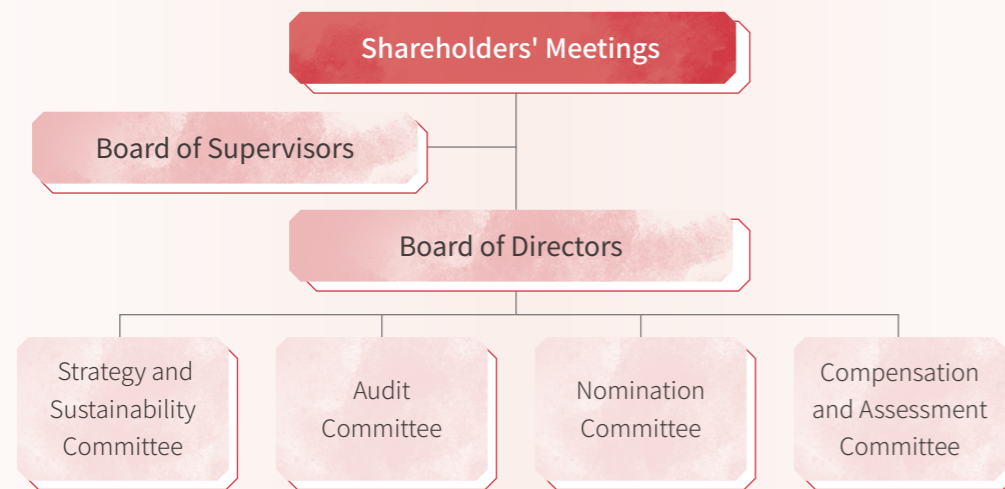 Shareholders' Meetings
Board of Supervisors
Board of Directors
Strategy and
Sustainability
Committee
Audit
Committee
Nomination
Committee
Compensation
and Assessment
Committee